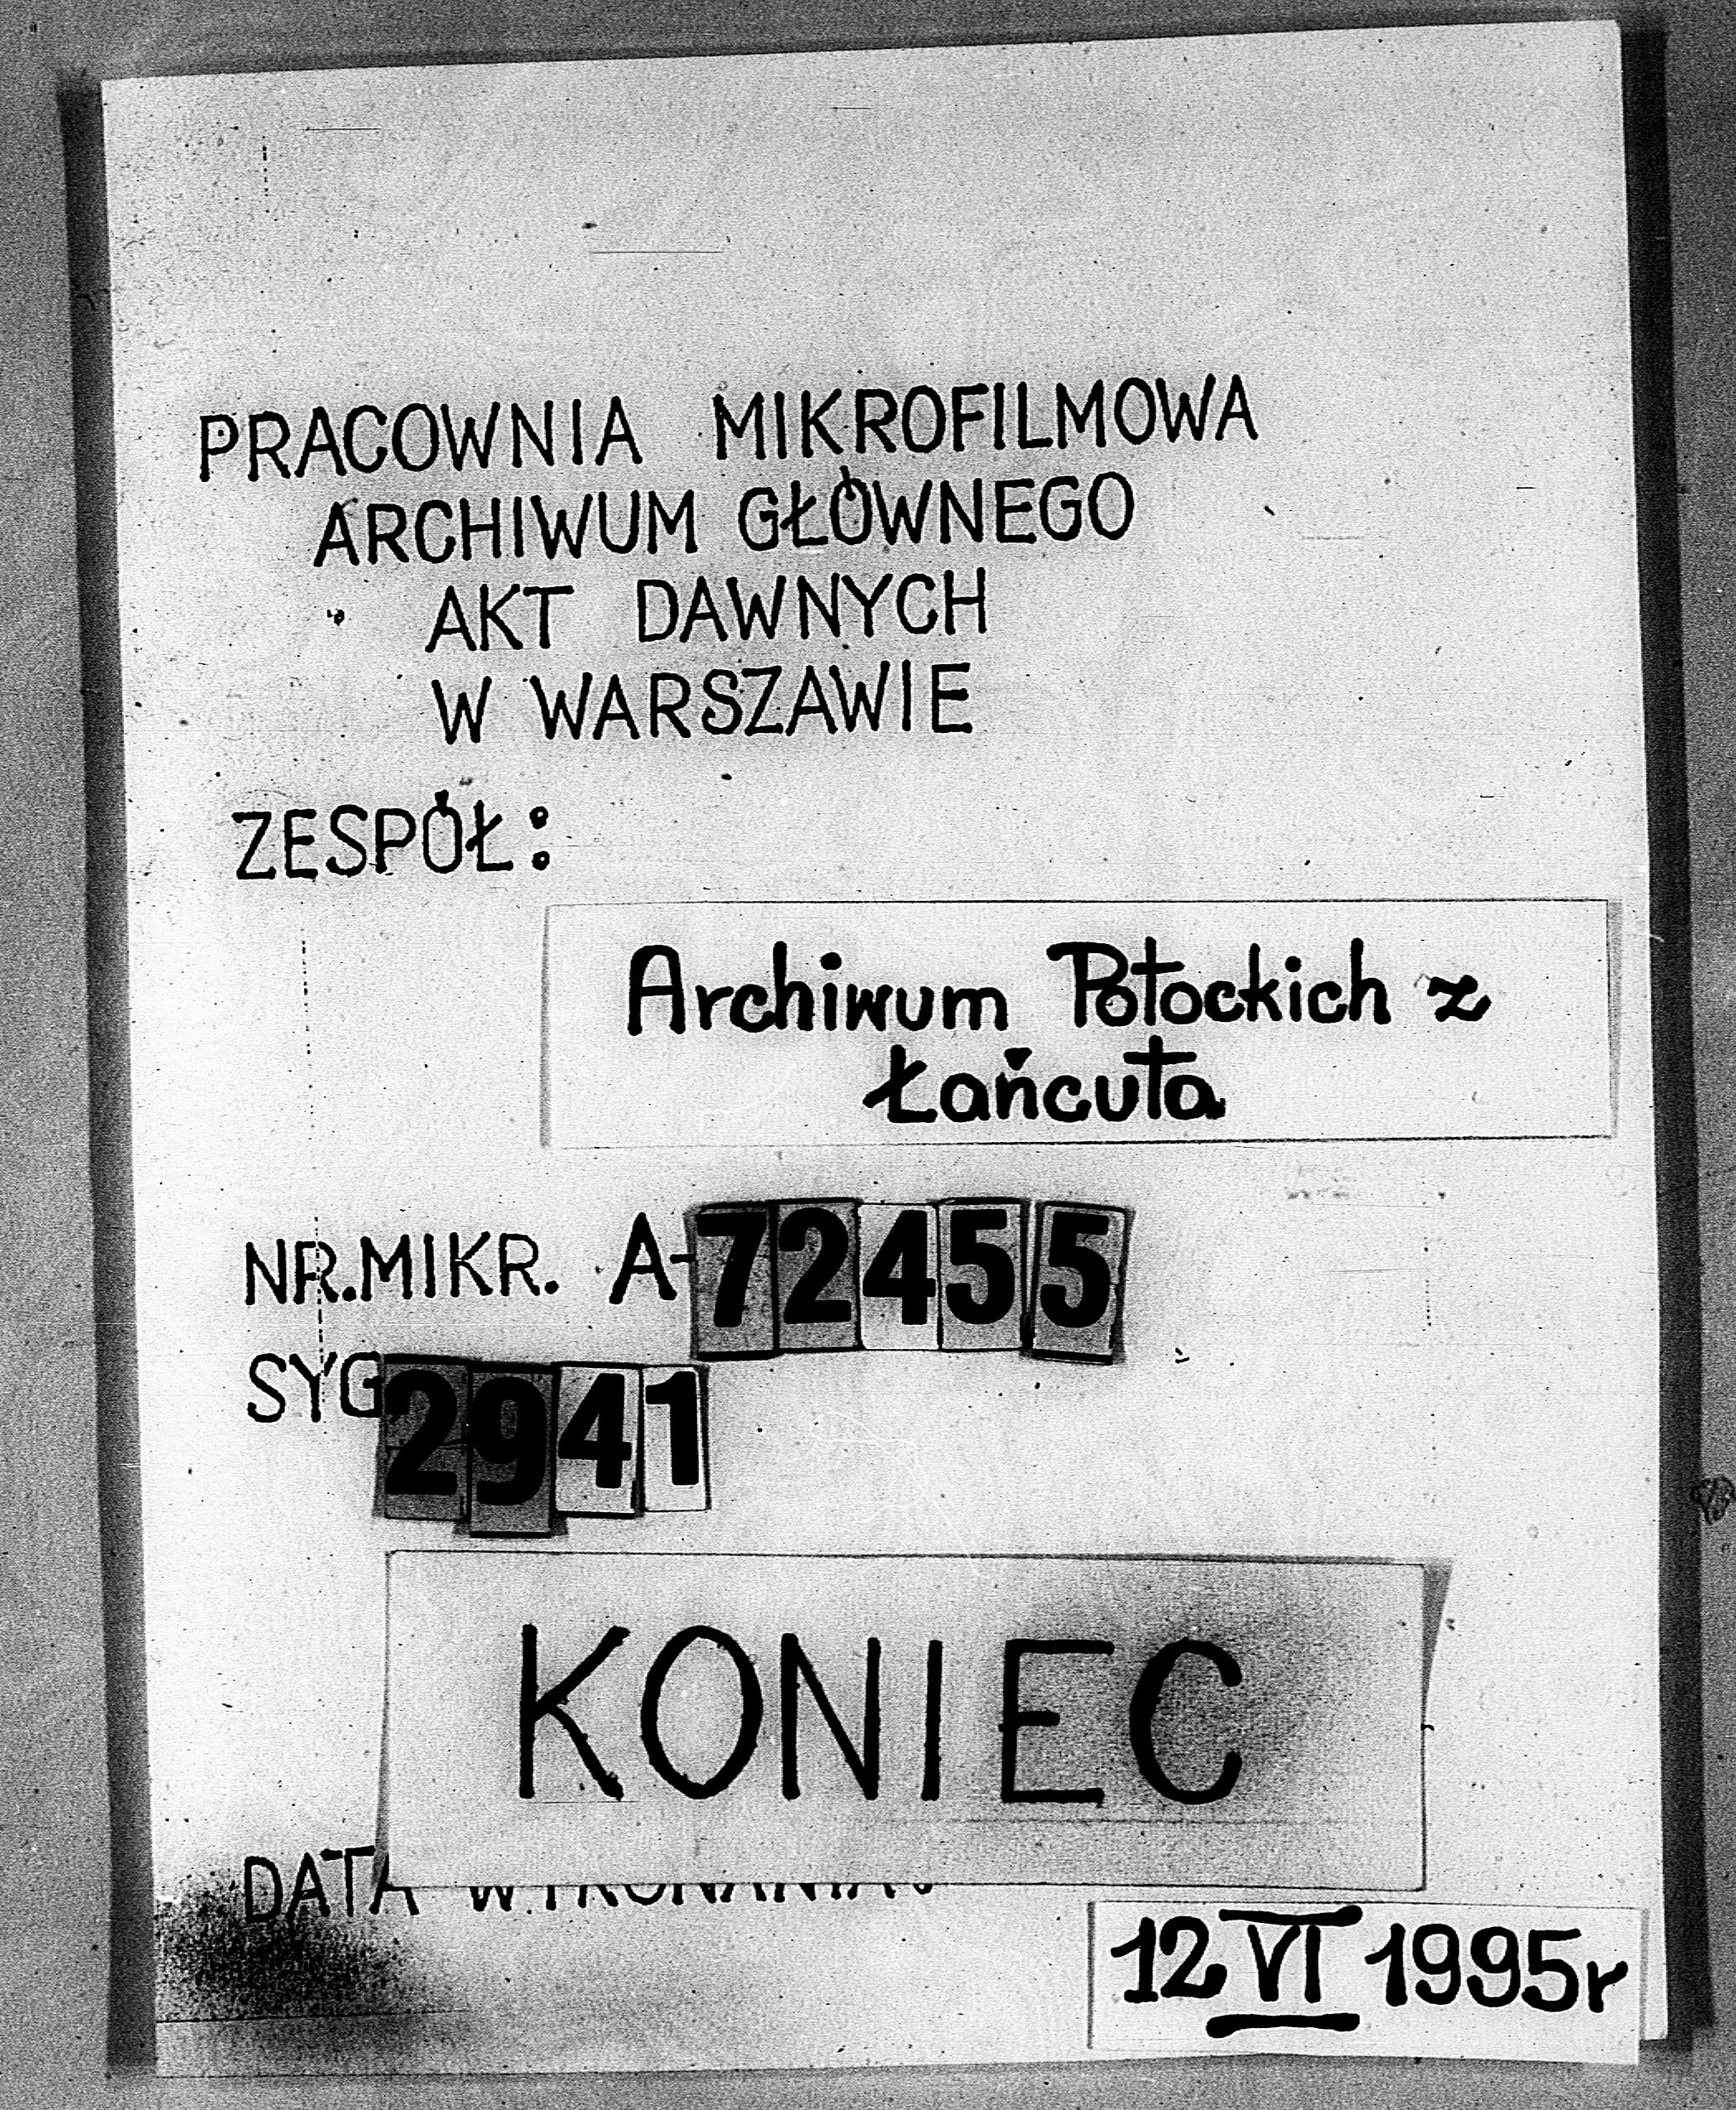 PRACOWNIA MIKROFILMOWA
ARCHIWUM GŁÓWNEGO
AKT DAWNYCH
W WARSZAWIE
ZESPÓŁ:
Archiwum Potockich z
Łańcuta
NR.MIKR. A-72455
SYG 2941
KONIEC
DATA WYKONANIA:
12 VI 1995r